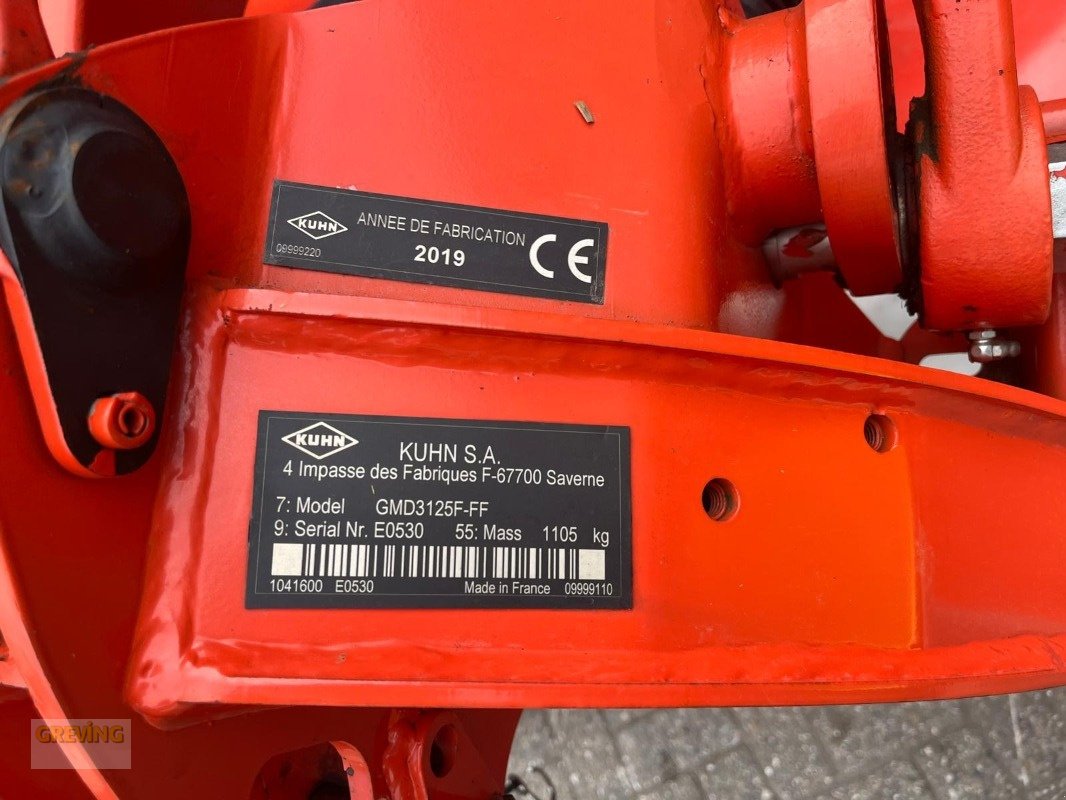 KUHN
ANNEE DE FABRICATION
2019
CE
09999220
KUHN
KUHN S.A.
4 Impasse des Fabriques F-67700 Saverne
7: Model GMD3125F-FF
9: Serial Nr. E0530 55: Mass 1105 kg
1041600 E0530 Made in France 09999110
GREVING